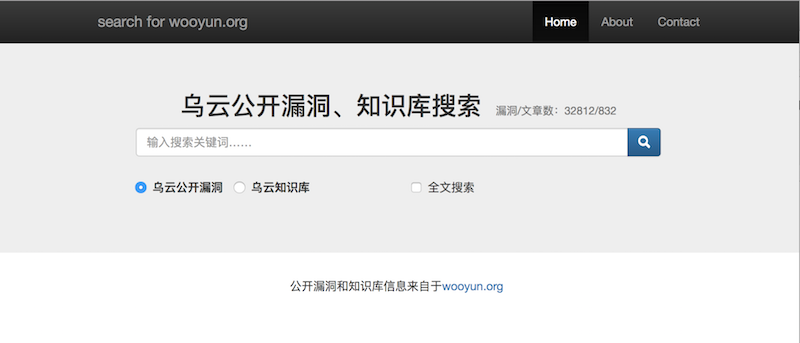 search for wooyun.org Home About Contact
乌云公开漏洞、知识库搜索 漏洞/文章数：32812/832
输入搜索关键词……
乌云公开漏洞 乌云知识库 全文搜索
公开漏洞和知识库信息来自于wooyun.org